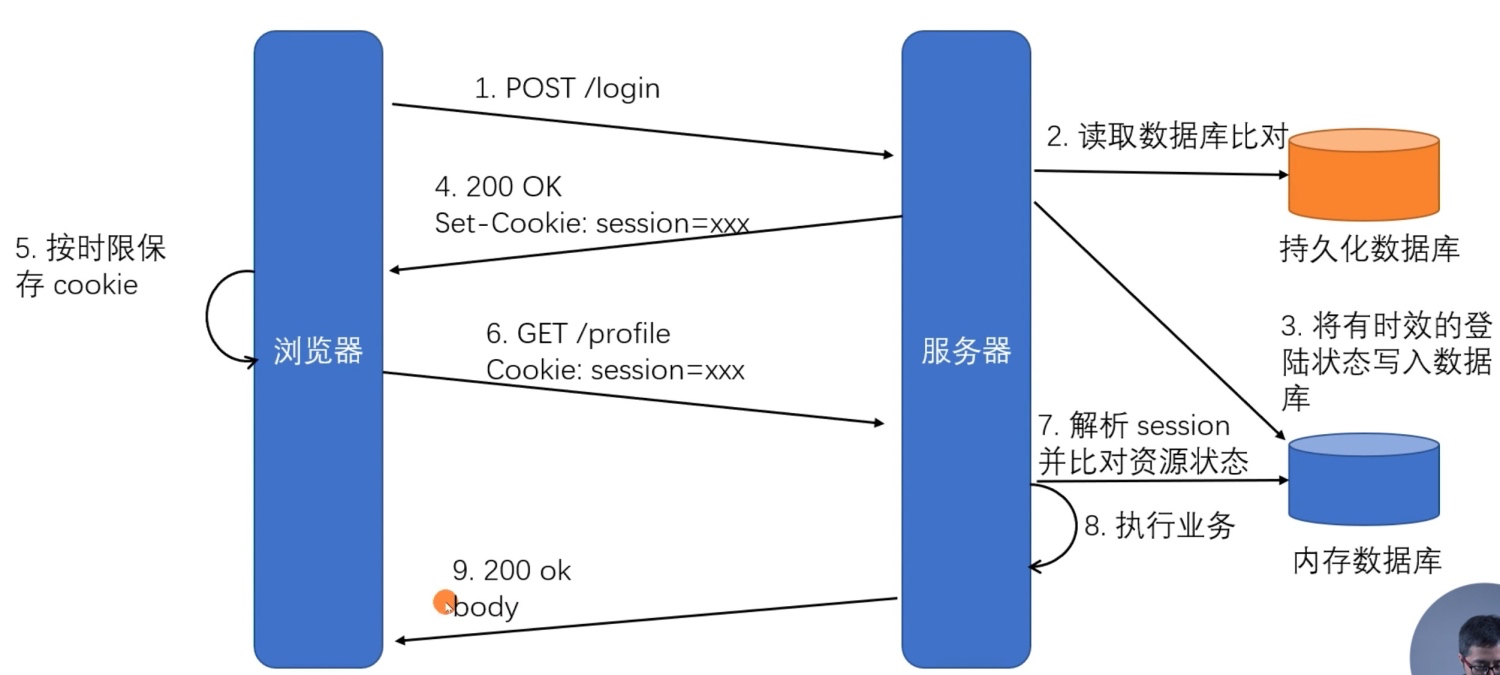 1. POST /login
2. 读取数据库比对
4. 200 OK
Set-Cookie: session=xxx
5. 按时限保
存 cookie
持久化数据库
3. 将有时效的登
陆状态写入数据
库
6. GET /profile
Cookie: session=xxx
浏览器
服务器
7. 解析 session
并比对资源状态
8. 执行业务
内存数据库
9. 200 ok
body